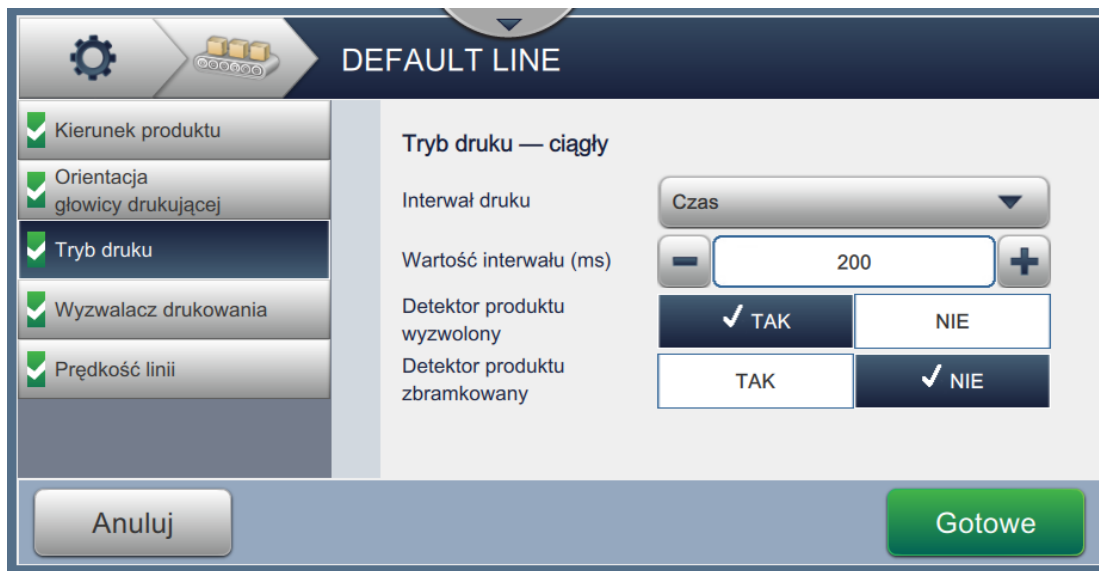 DEFAULT LINE
Kierunek produktu
Orientacja
głowicy drukującej
Tryb druku
Wyzwalacz drukowania
Prędkość linii
Tryb druku — ciągły
Interwał druku
Czas
Wartość interwału (ms)
200
Detektor produktu
wyzwolony
TAK
NIE
Detektor produktu
zbramkowany
TAK
NIE
Anuluj
Gotowe